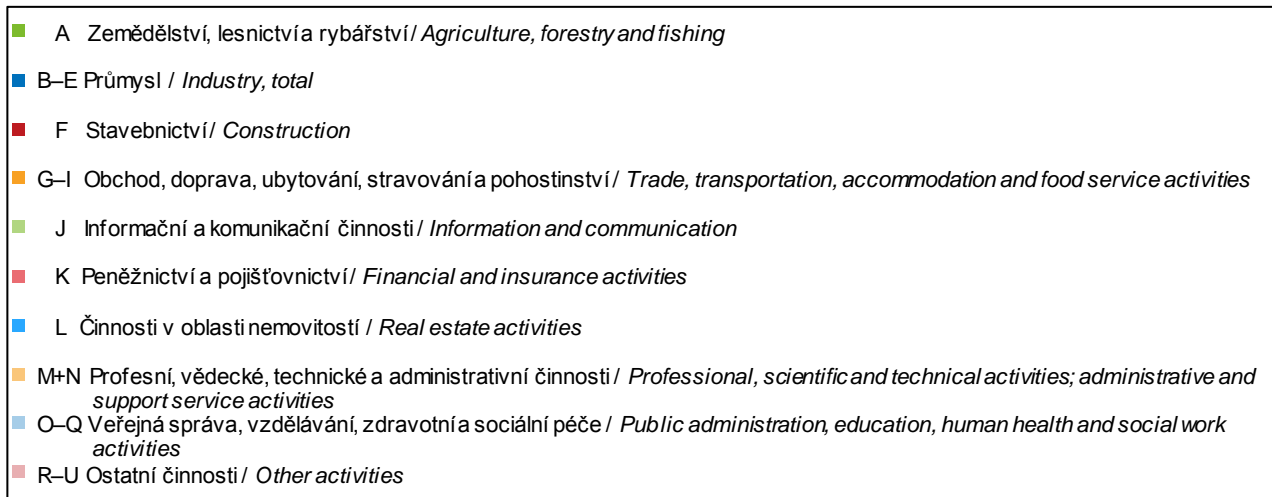 A Zemědělství, lesnictví a rybářství / Agriculture, forestry and fishing
B–E Průmysl / Industry, total
F Stavebnictví / Construction
G–I Obchod, doprava, ubytování, stravování a pohostinství / Trade, transportation, accommodation and food service activities
J Informační a komunikační činnosti / Information and communication
K Peněžnictví a pojišťovnictví / Financial and insurance activities
L Činnosti v oblasti nemovitostí / Real estate activities
M+N Profesní, vědecké, technické a administrativní činnosti / Professional, scientific and technical activities; administrative and
support service activities
O–Q Veřejná správa, vzdělávání, zdravotní a sociální péče / Public administration, education, human health and social work
activities
R–U Ostatní činnosti / Other activities